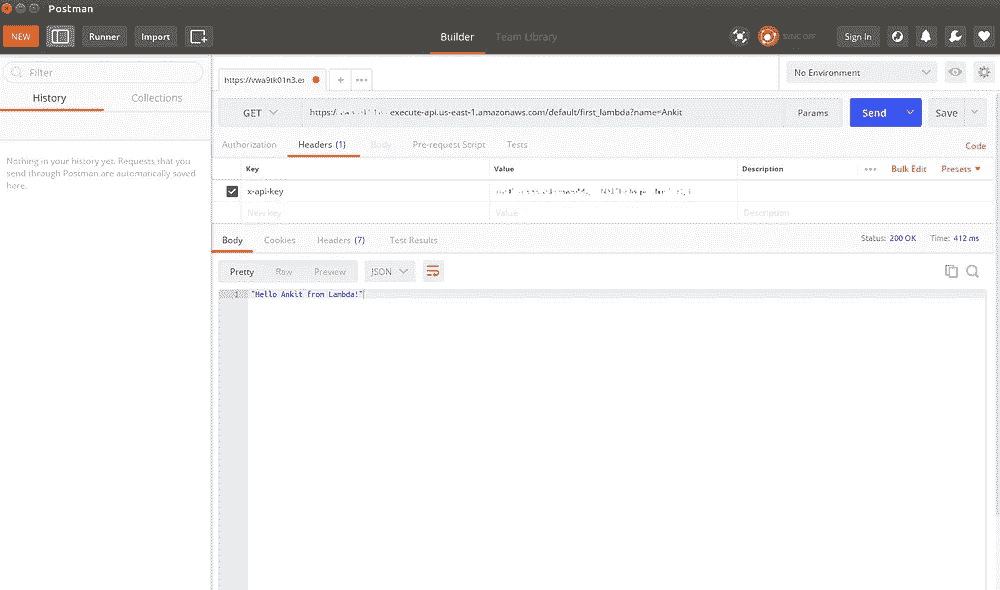 Postman
NEW Runner Import Builder Team Library SYNC OFF Sign In
Filter
History Collections
Nothing in your history yet. Requests that you
send through Postman are automatically saved
here.
No Environment
GET https:/ execute-api.us-east-1.amazonaws.com/default/first_lambda?name=Ankit Params Send Save
Authorization Headers (1) Body Pre-request Script Tests Code
Key Value Description ••• Bulk Edit Presets
x-api-key
New key Value Description
Body Cookies Headers (7) Test Results Status: 200 OK Time: 412 ms
Pretty Raw Preview JSON
1 "Hello Ankit from Lambda!"